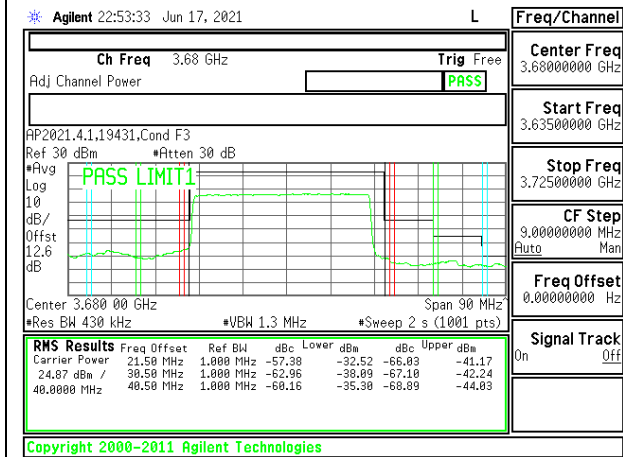 Agilent 22:53:33 Jun 17, 2021 L
Freq/Channel
Ch Freq 3.68 GHz Trig Free
Adj Channel Power PASS
Center Freq
3.68000000 GHz
Start Freq
3.63500000 GHz
Stop Freq
3.72500000 GHz
CF Step
9.00000000 MHz
Auto Man
Freq Offset
0.00000000 Hz
Signal Track
On Off
AP2021.4.1,19431,Cond F3
Ref 30 dBm #Atten 30 dB
#Avg
Log
10
dB/
Offst
12.6
dB
PASS LIMIT1
Center 3.680 00 GHz Span 90 MHz
#Res BW 430 kHz #VBW 1.3 MHz #Sweep 2 s (1001 pts)
RMS Results Freq Offset Ref BW dBc Lower dBm dBc Upper dBm
Carrier Power 21.50 MHz 1.000 MHz -57.38 -32.52 -66.03 -41.17
24.87 dBm / 30.50 MHz 1.000 MHz -62.96 -38.09 -67.10 -42.24
40.0000 MHz 40.50 MHz 1.000 MHz -60.16 -35.30 -68.89 -44.03
Copyright 2000-2011 Agilent Technologies